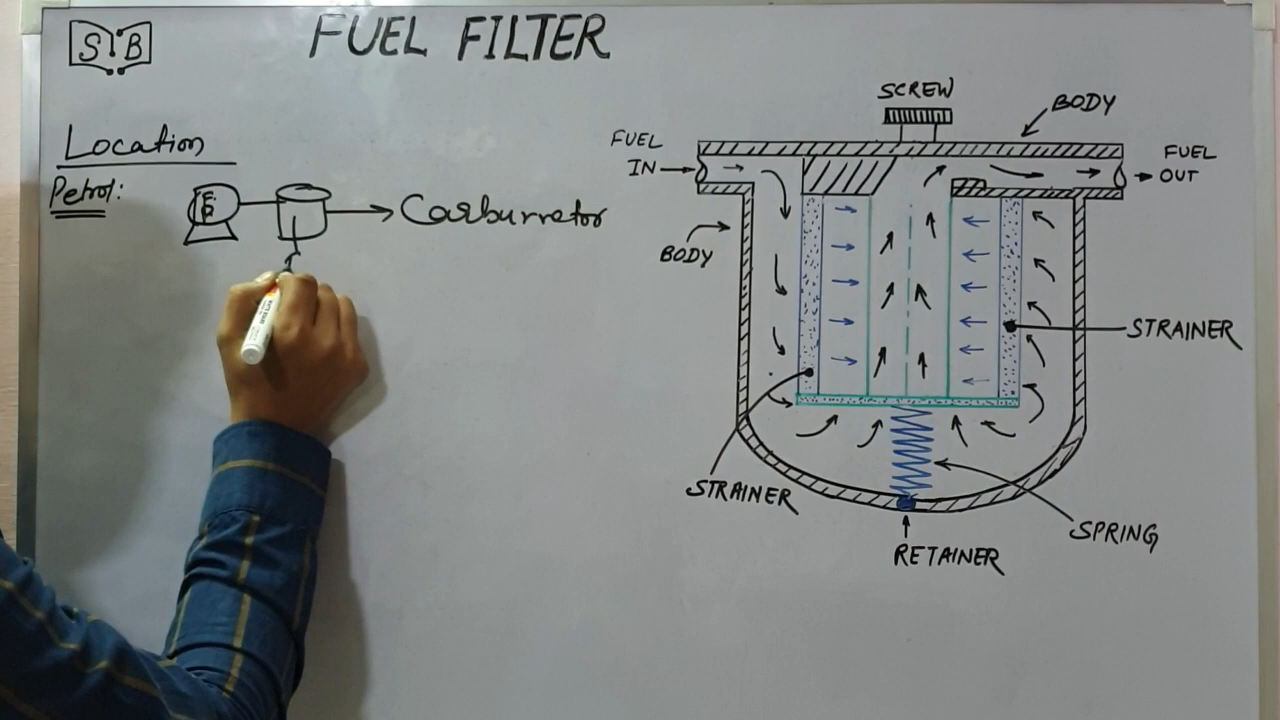 S B
FUEL FILTER
Location
Petrol:
F
P
Carburretor
SCREW
BODY
FUEL
IN
FUEL
OUT
BODY
STRAINER
STRAINER
SPRING
RETAINER